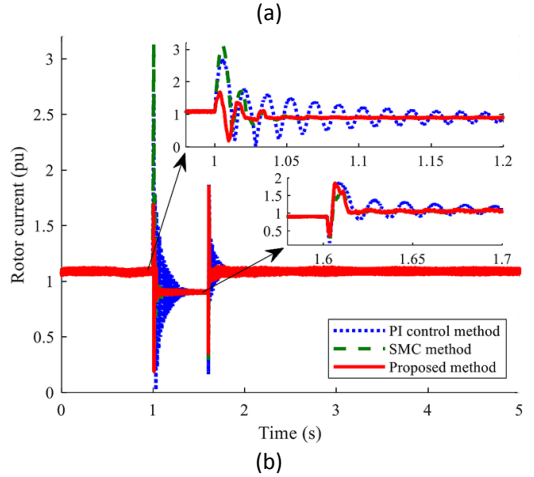 (a)
3
2.5
2
1.5
1
0.5
0
Rotor current (pu)
3
2
1
0
1 1.05 1.1 1.15 1.2
2
1.5
1
0.5
1.6 1.65 1.7
PI control method
SMC method
Proposed method
0 1 2 3 4 5
Time (s)
(b)